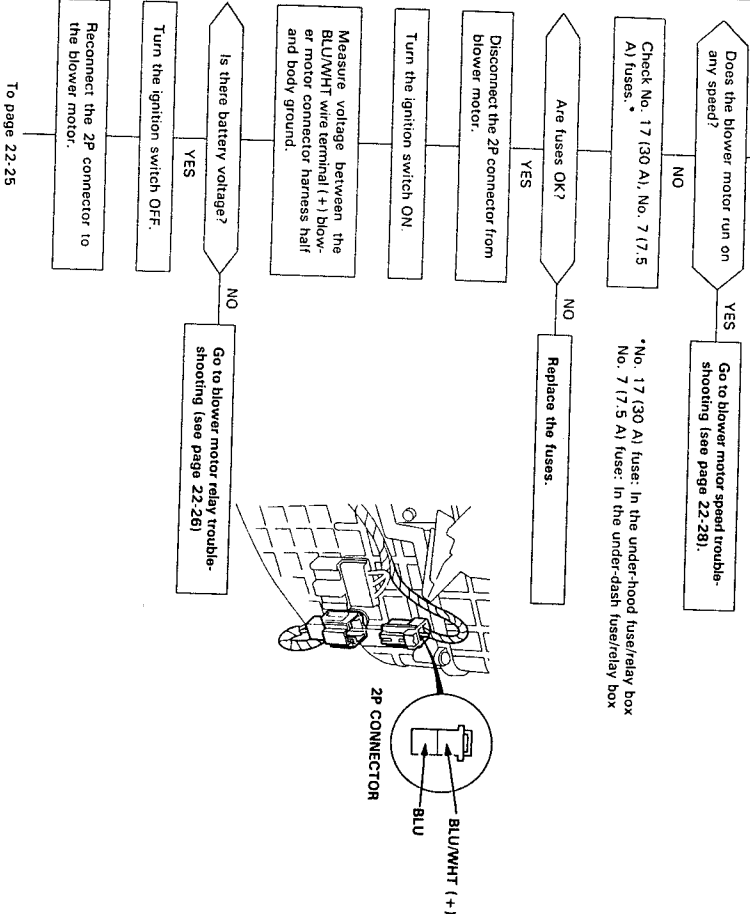 Does the blower motor run on
any speed?
YES
Go to blower motor speed trouble-
shooting (see page 22-28).
NO
Check No. 17 (30 A), No. 7 (7.5
A) fuses.*
*No. 17 (30 A) fuse: In the under-hood fuse/relay box
No. 7 (7.5 A) fuse: In the under-dash fuse/relay box
Are fuses OK?
NO
Replace the fuses.
YES
Disconnect the 2P connector from
blower motor.
Turn the ignition switch ON.
Measure voltage between the
BLU/WHT wire terminal (+) blow-
er motor connector harness half
and body ground.
BLU/WHT (+)
BLU
2P CONNECTOR
Is there battery voltage?
NO
Go to blower motor relay trouble-
shooting (see page 22-26)
YES
Turn the ignition switch OFF.
Reconnect the 2P connector to
the blower motor.
To page 22-25